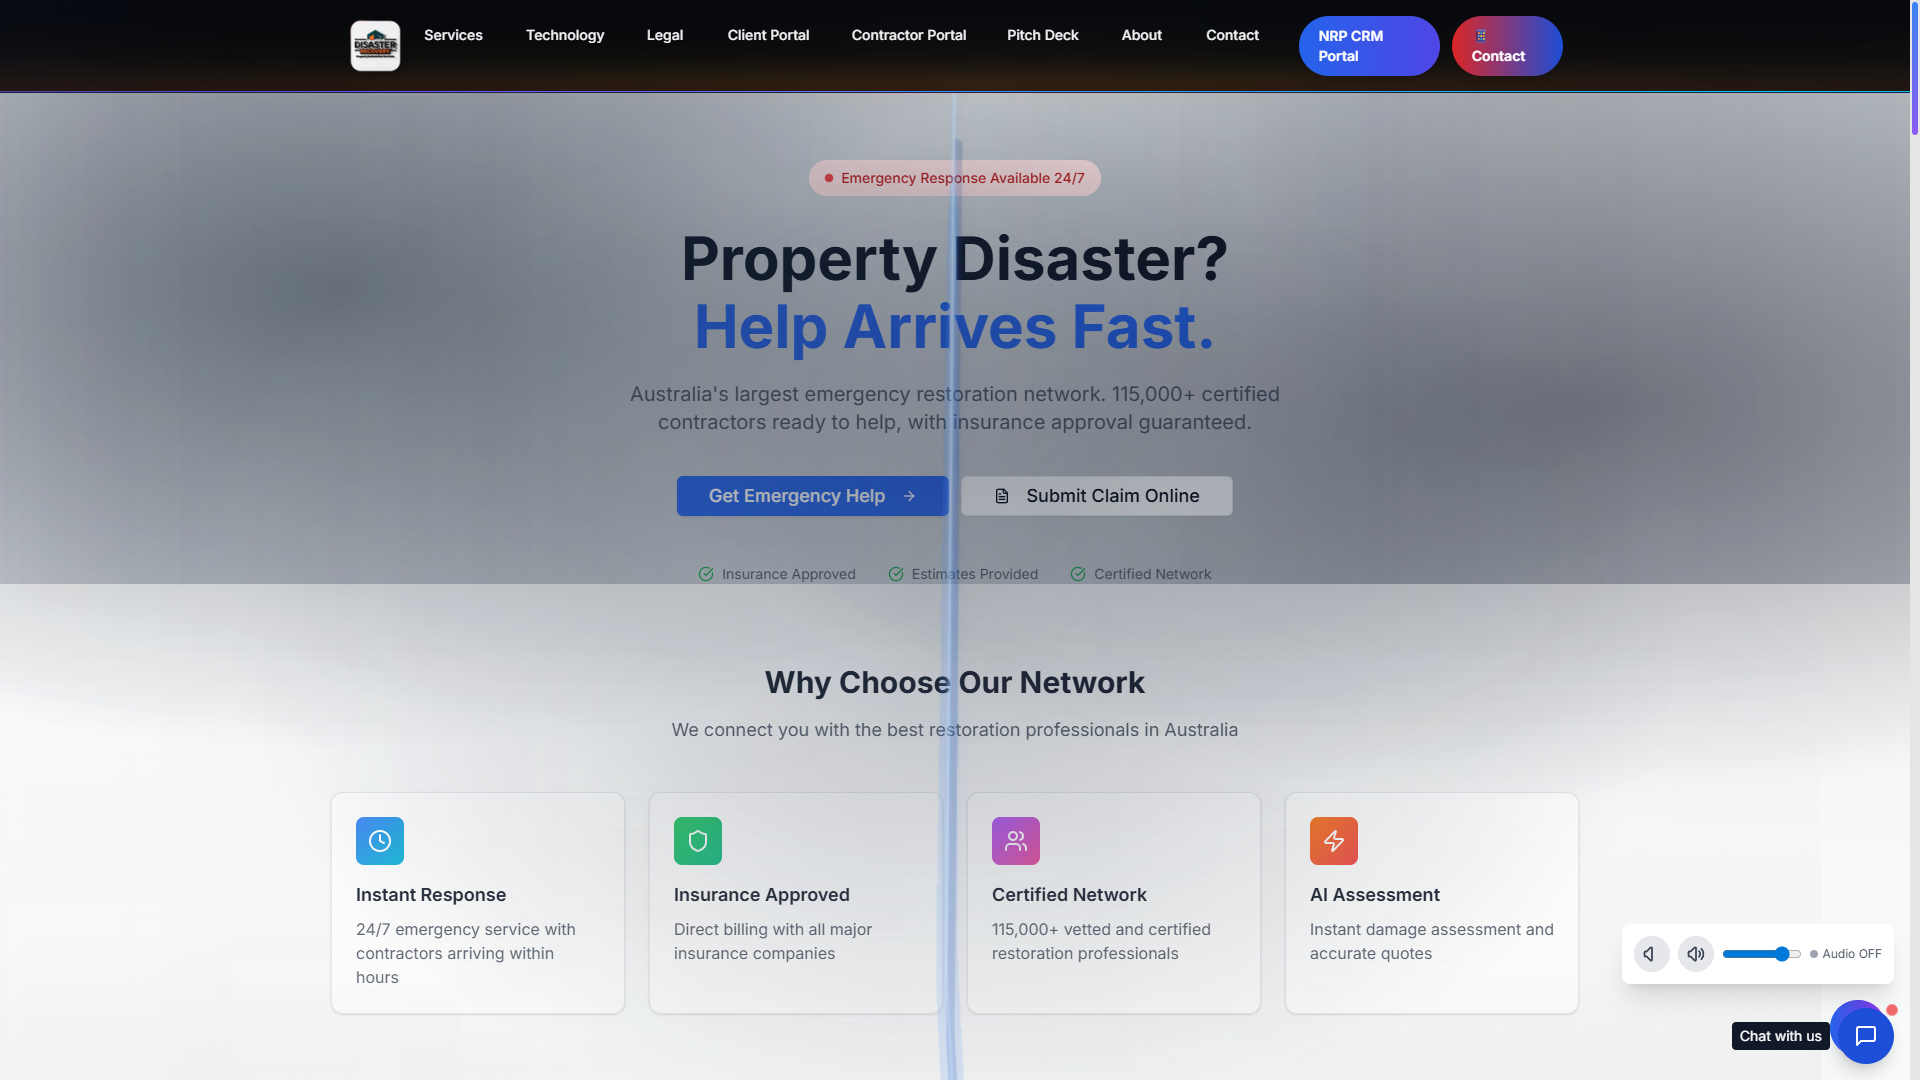 DISASTER
RECOVERY
Services
Technology
Legal
Client Portal
Contractor Portal
Pitch Deck
About
Contact
NRP CRM
Portal
Contact
Emergency Response Available 24/7
Property Disaster?
Help Arrives Fast.
Australia's largest emergency restoration network. 115,000+ certified
contractors ready to help, with insurance approval guaranteed.
Get Emergency Help
Submit Claim Online
Insurance Approved
Estimates Provided
Certified Network
Why Choose Our Network
We connect you with the best restoration professionals in Australia
Instant Response
24/7 emergency service with
contractors arriving within
hours
Insurance Approved
Direct billing with all major
insurance companies
Certified Network
115,000+ vetted and certified
restoration professionals
AI Assessment
Instant damage assessment and
accurate quotes
Audio OFF
Chat with us